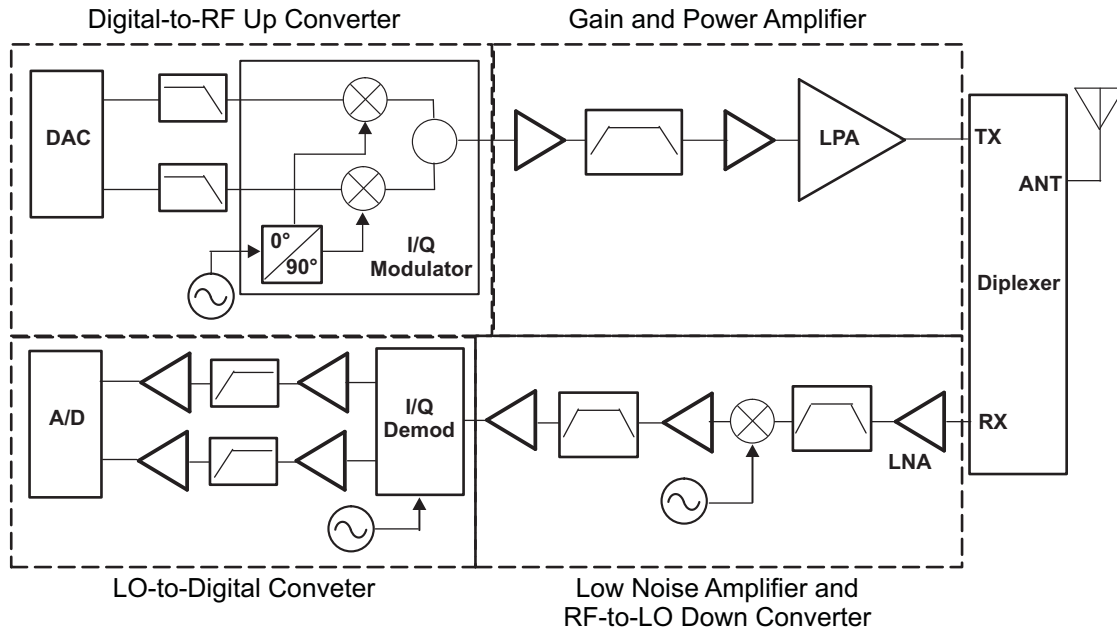 Digital-to-RF Up Converter
Gain and Power Amplifier
DAC
LPA
TX
ANT
0°
90°
I/Q
Modulator
Diplexer
A/D
I/Q
Demod
RX
LNA
LO-to-Digital Conveter
Low Noise Amplifier and
RF-to-LO Down Converter